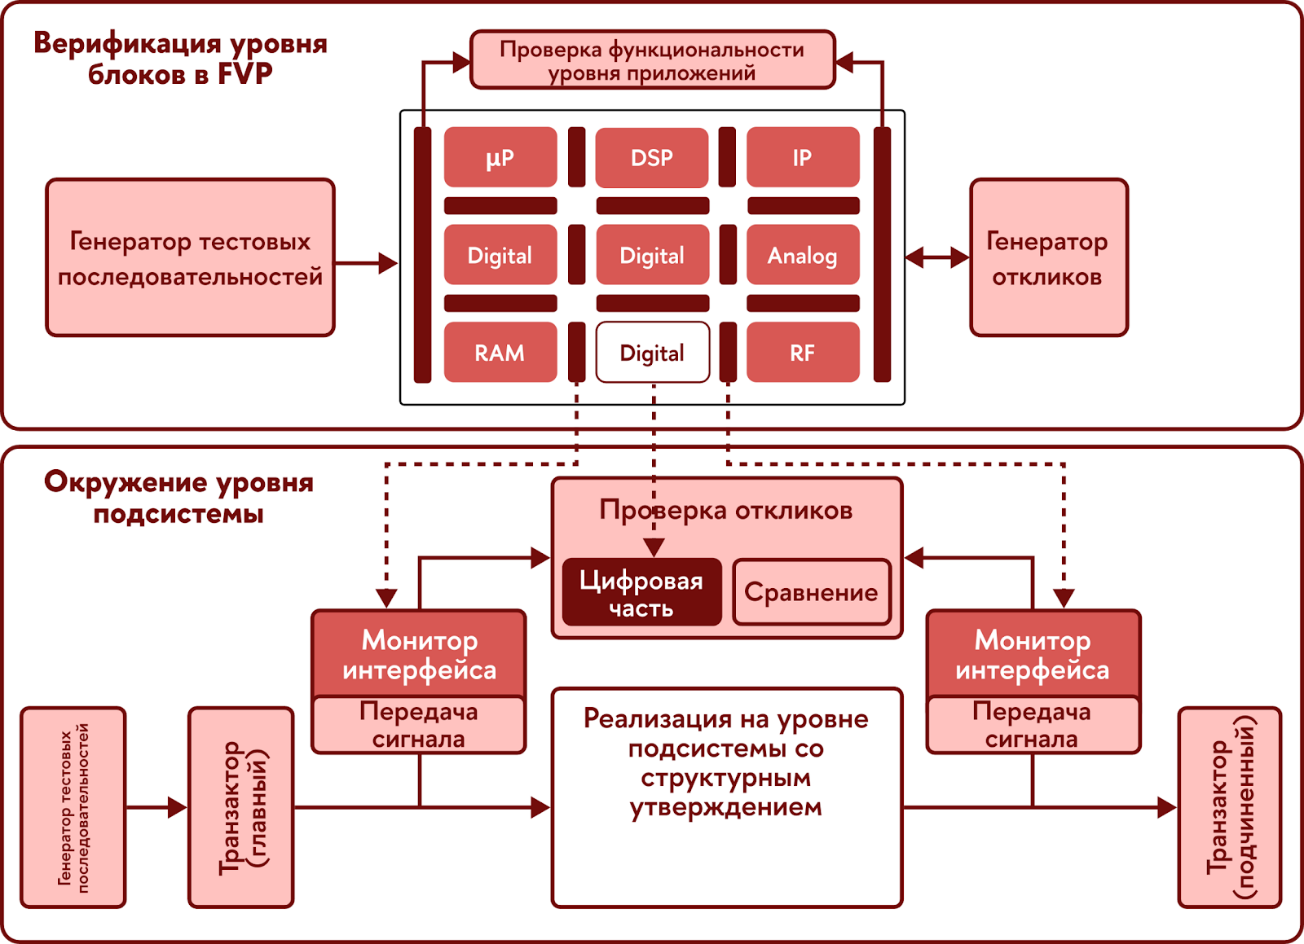 Верификация уровня
блоков в FVP
Проверка функциональности
уровня приложений
μP
DSP
IP
Генератор тестовых
последовательностей
Digital
Digital
Analog
Генератор
откликов
RAM
Digital
RF
Окружение уровня
подсистемы
Проверка откликов
Цифровая
часть
Сравнение
Монитор
интерфейса
Передача
сигнала
Монитор
интерфейса
Передача
сигнала
Генератор тестовых
последовательностей
Транзактор
(главный)
Реализация на уровне
подсистемы со
структурным
утверждением
Транзактор
(подчиненный)